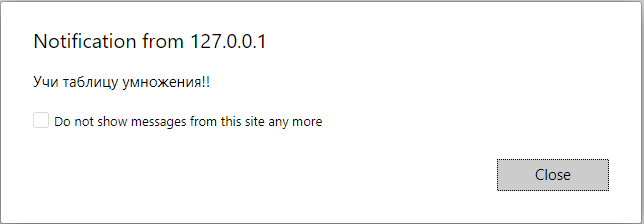 Notification from 127.0.0.1
Учи таблицу умножения!!
Do not show messages from this site any more
Close